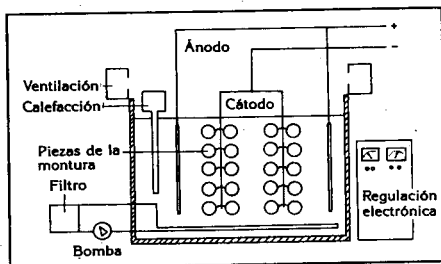 Ánodo
+
−
Ventilación
Calefacción
Cátodo
Piezas de la
montura
Filtro
Regulación
electrónica
Bomba